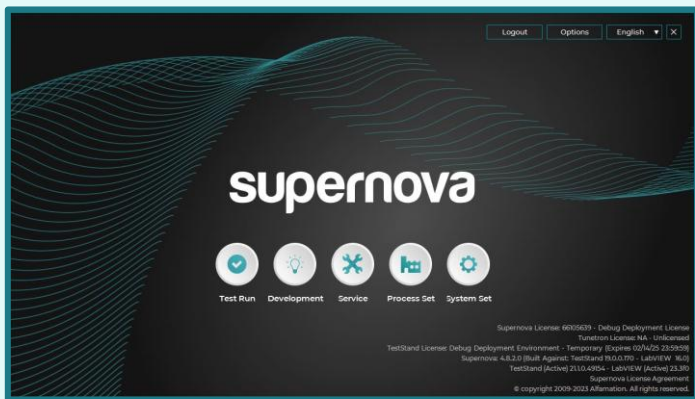 Logout Options English
supernova
Test Run Development Service Process Set System Set
Supernova License: 66105639 - Debug Deployment License
Tunetron License: NA - Unlicensed
TestStand License: Debug Deployment Environment - Temporary (Expires 02/14/25 23:59:59)
Supernova: 4.8.2.0 (Built Against: TestStand 19.0.0.170 - LabVIEW 16.0)
TestStand (Active) 21.1.0.49154 - LabVIEW (Active) 23.3f0
Supernova License Agreement
© copyright 2009-2023 Alfamation. All rights reserved.